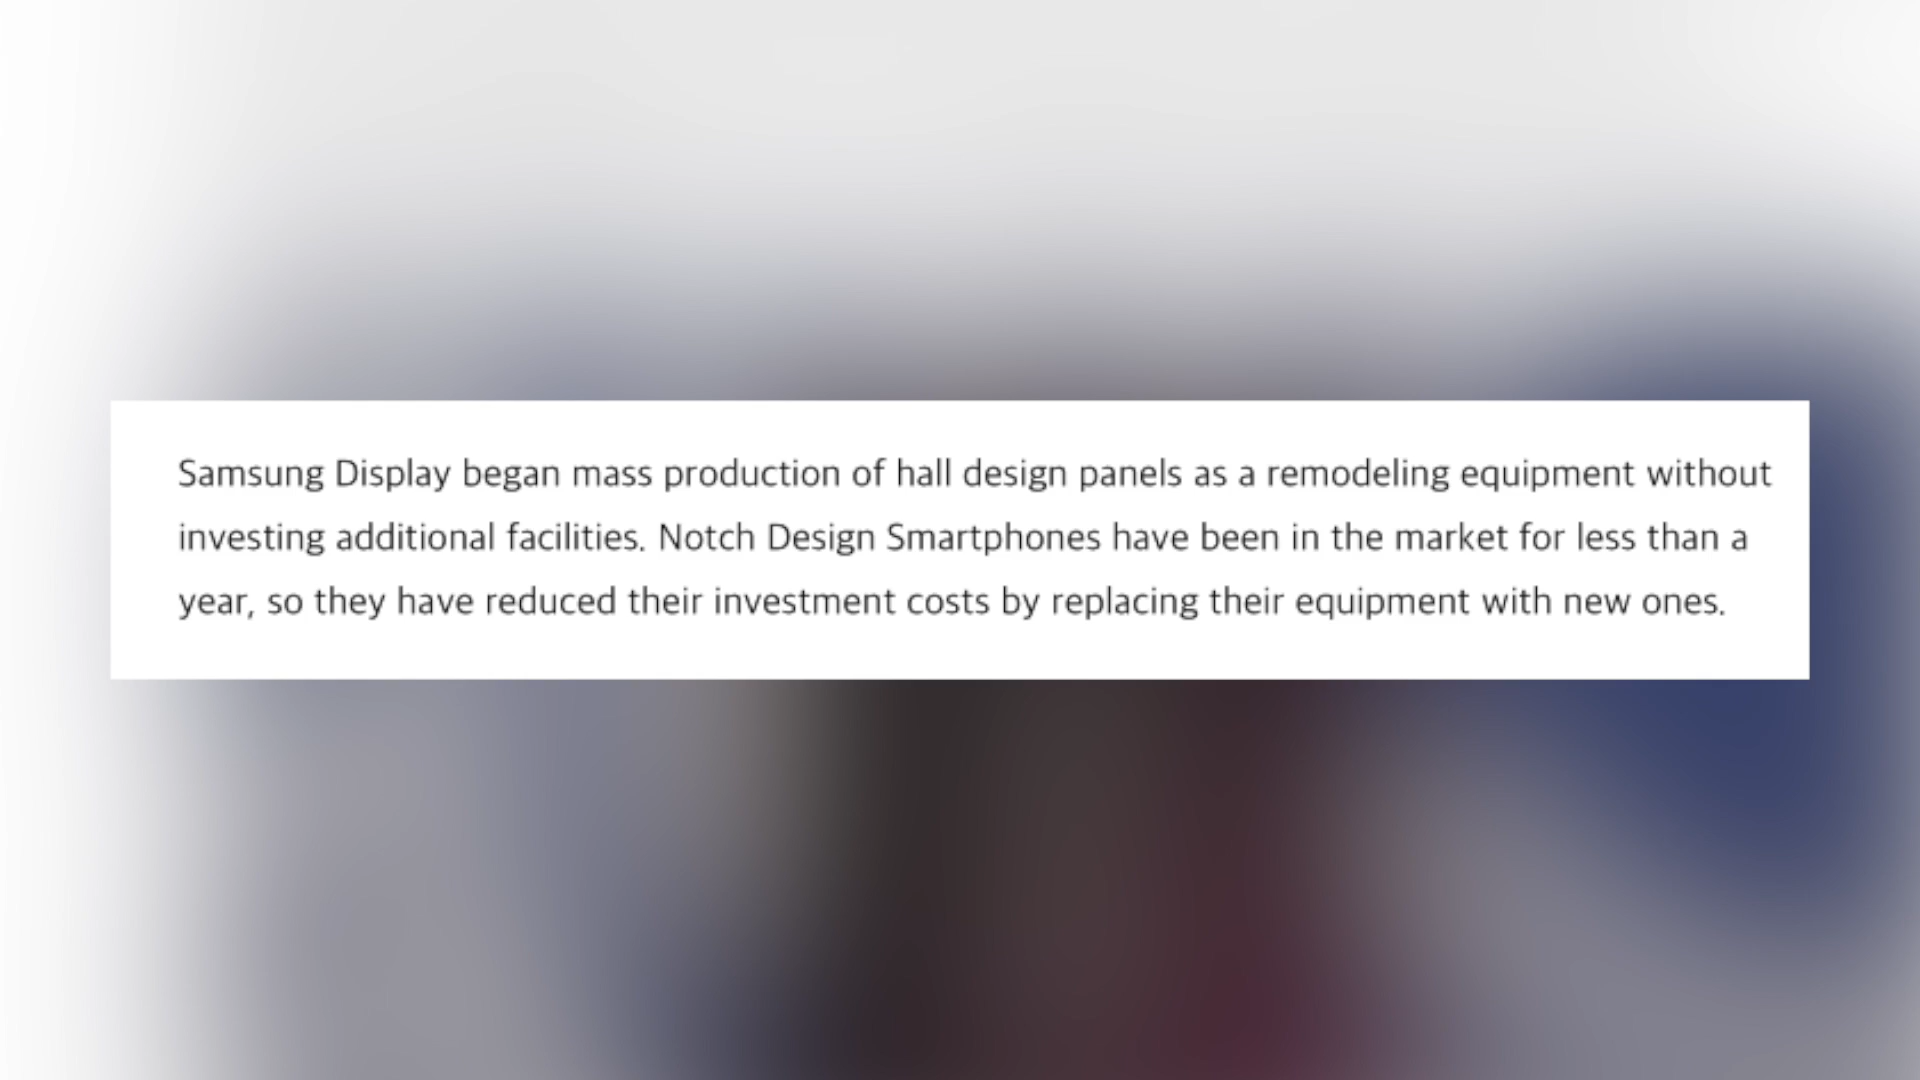 Samsung Display began mass production of hall design panels as a remodeling equipment without
investing additional facilities. Notch Design Smartphones have been in the market for less than a
year, so they have reduced their investment costs by replacing their equipment with new ones.